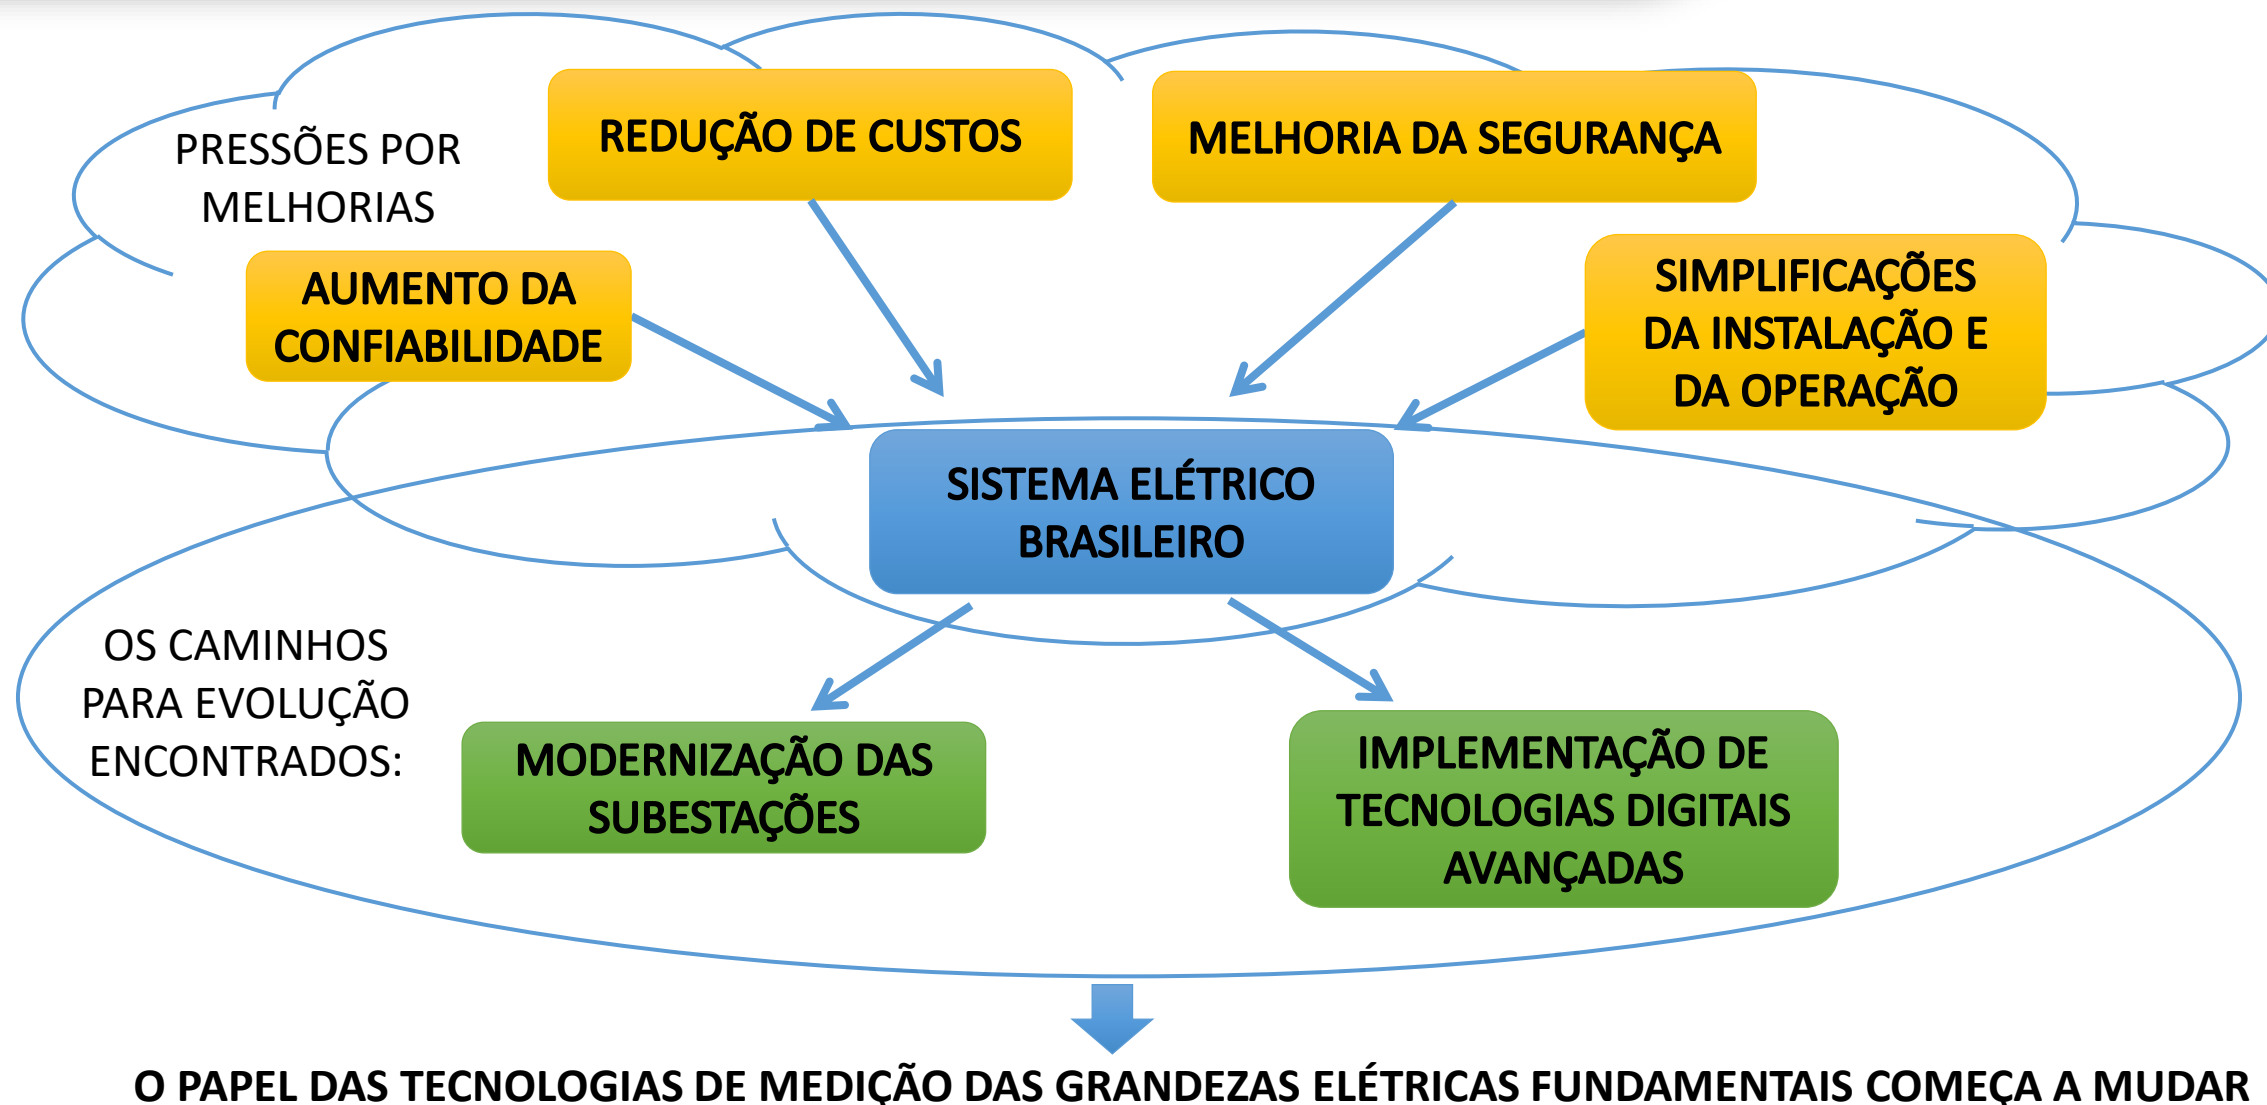 PRESSÕES POR
MELHORIAS
REDUÇÃO DE CUSTOS
MELHORIA DA SEGURANÇA
AUMENTO DA
CONFIABILIDADE
SIMPLIFICAÇÕES
DA INSTALAÇÃO E
DA OPERAÇÃO
SISTEMA ELÉTRICO
BRASILEIRO
OS CAMINHOS
PARA EVOLUÇÃO
ENCONTRADOS:
MODERNIZAÇÃO DAS
SUBESTAÇÕES
IMPLEMENTAÇÃO DE
TECNOLOGIAS DIGITAIS
AVANÇADAS
O PAPEL DAS TECNOLOGIAS DE MEDIÇÃO DAS GRANDEZAS ELÉTRICAS FUNDAMENTAIS COMEÇA A MUDAR